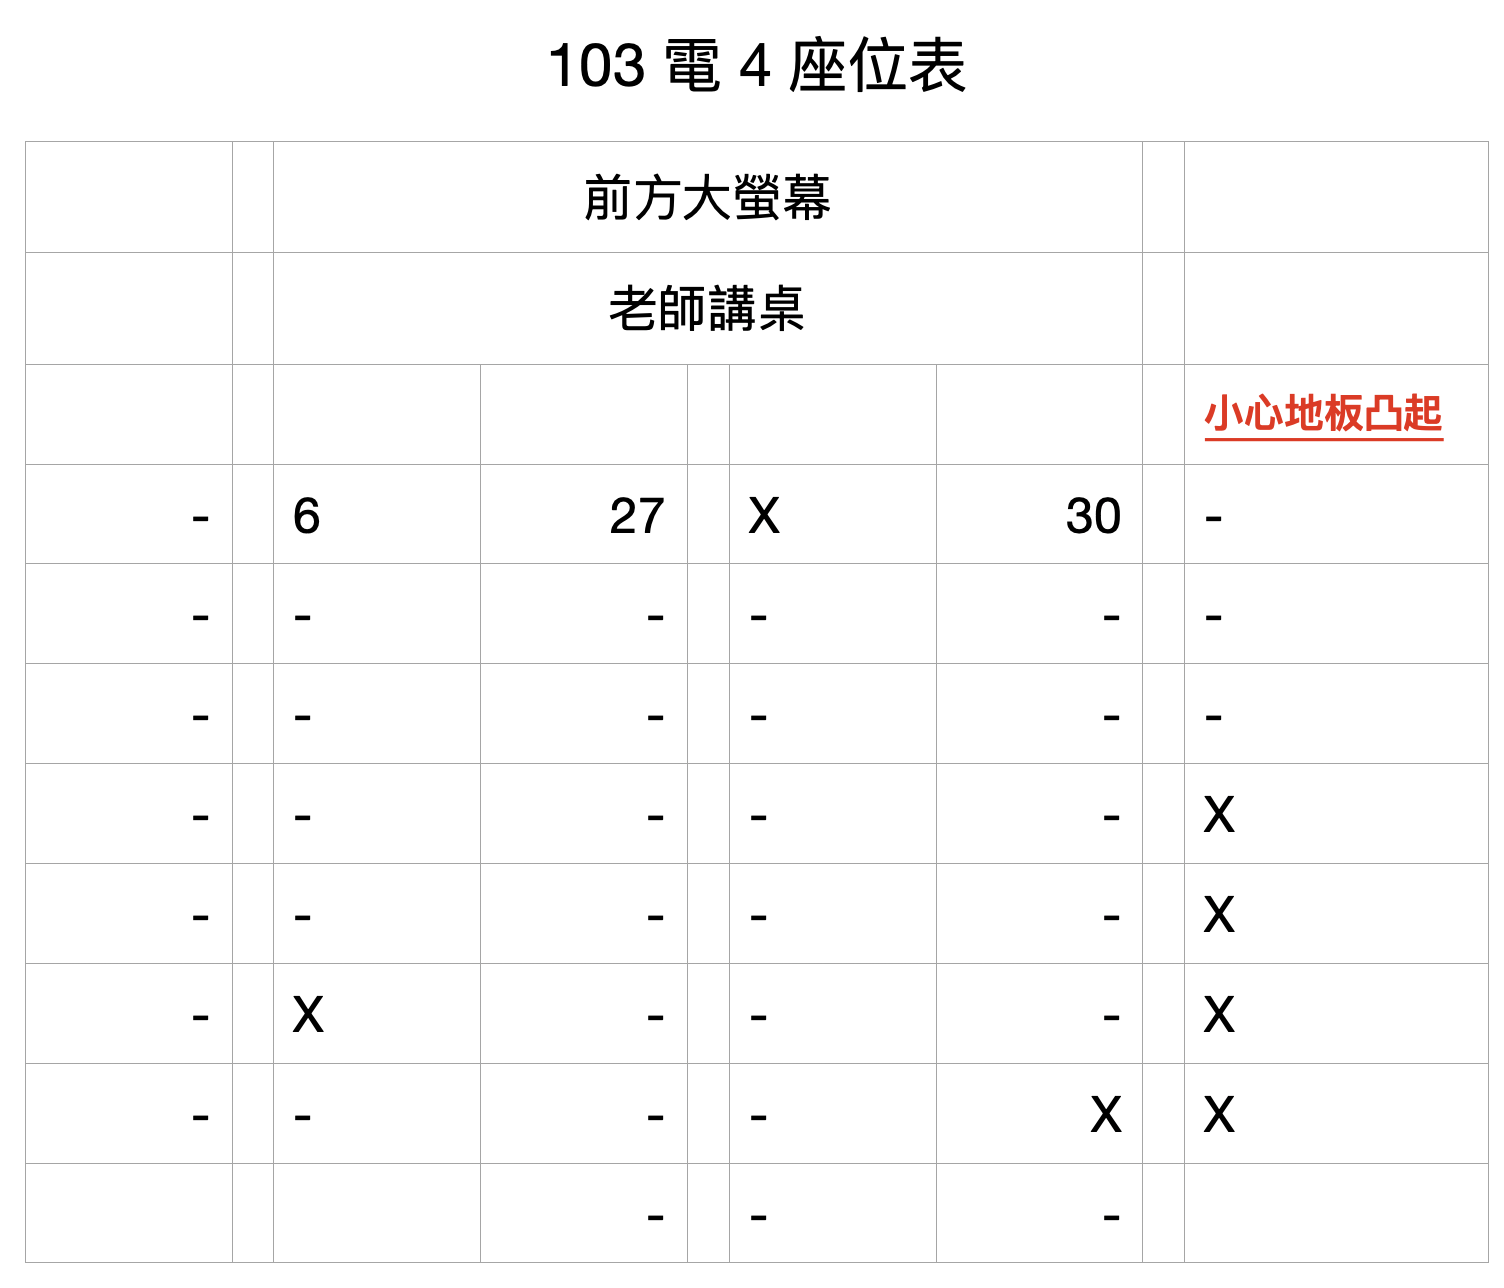 103 電 4 座位表
前方大螢幕
老師講桌
小心地板凸起
- 6 27 X 30 -
- - - - - -
- - - - - -
- - - - - X
- - - - - X
- X - - - X
- - - - X X
- - -